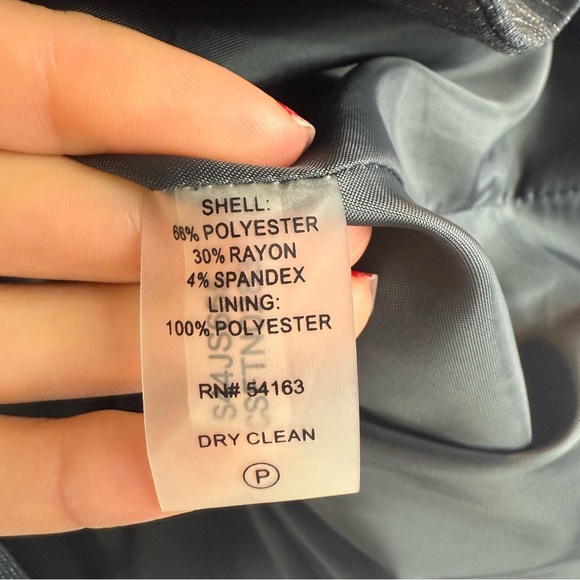 SHELL:
66% POLYESTER
30% RAYON
4% SPANDEX
LINING:
100% POLYESTER
RN# 54163
DRY CLEAN
P